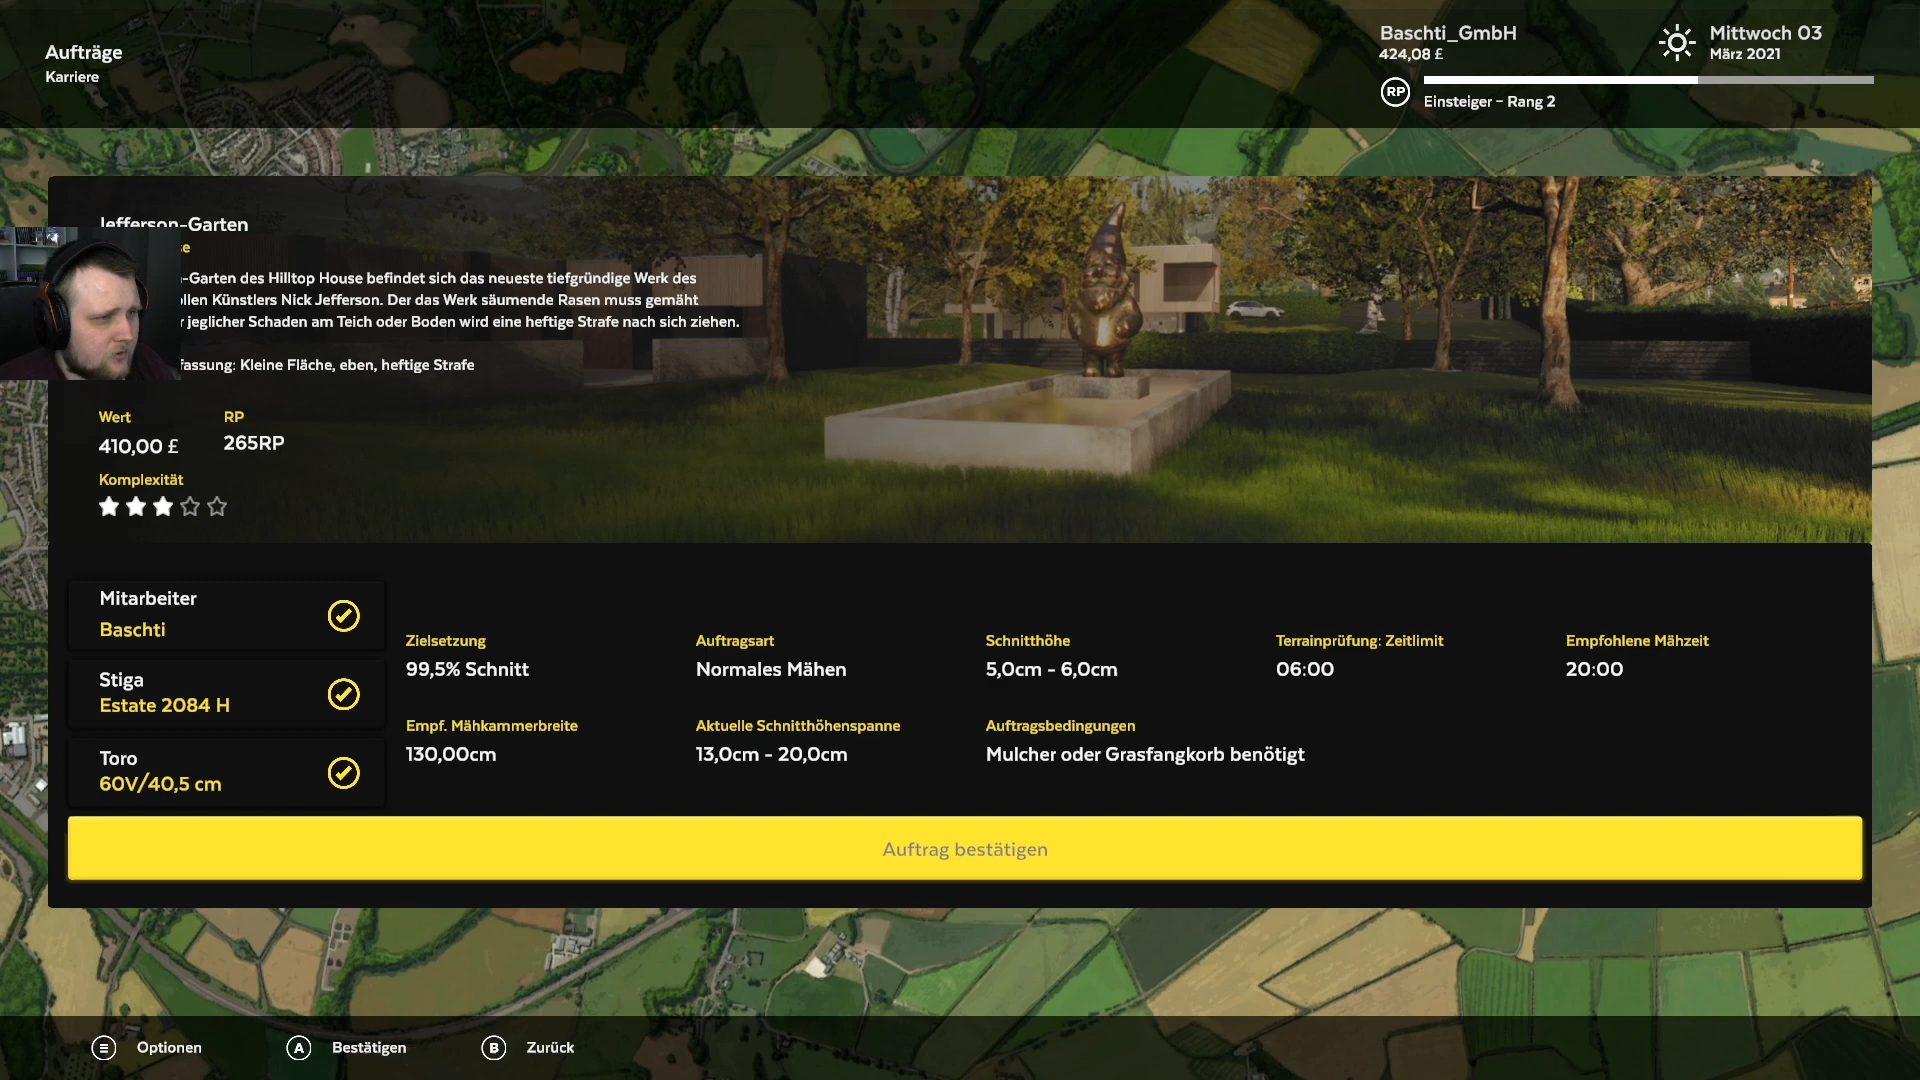 Aufträge
Karriere
Baschti_GmbH
424,08 £
Mittwoch 03
März 2021
RP
Einsteiger - Rang 2
Jefferson-Garten
-Garten des Hilltop House befindet sich das neueste tiefgründige Werk des
Künstlers Nick Jefferson. Der das Werk säumende Rasen muss gemäht
jeglicher Schaden am Teich oder Boden wird eine heftige Strafe nach sich ziehen.
fassung: Kleine Fläche, eben, heftige Strafe
Wert
RP
410,00 £
265RP
Komplexität
Mitarbeiter
Baschti
Stiga
Estate 2084 H
Toro
60V/40,5 cm
Zielsetzung
99,5% Schnitt
Auftragsart
Normales Mähen
Schnitthöhe
5,0cm - 6,0cm
Terrainprüfung: Zeitlimit
06:00
Empfohlene Mähzeit
20:00
Empf. Mähkammerbreite
130,00cm
Aktuelle Schnitthöhenspanne
13,0cm - 20,0cm
Auftragsbedingungen
Mulcher oder Grasfangkorb benötigt
Auftrag bestätigen
Optionen
A Bestätigen
B Zurück